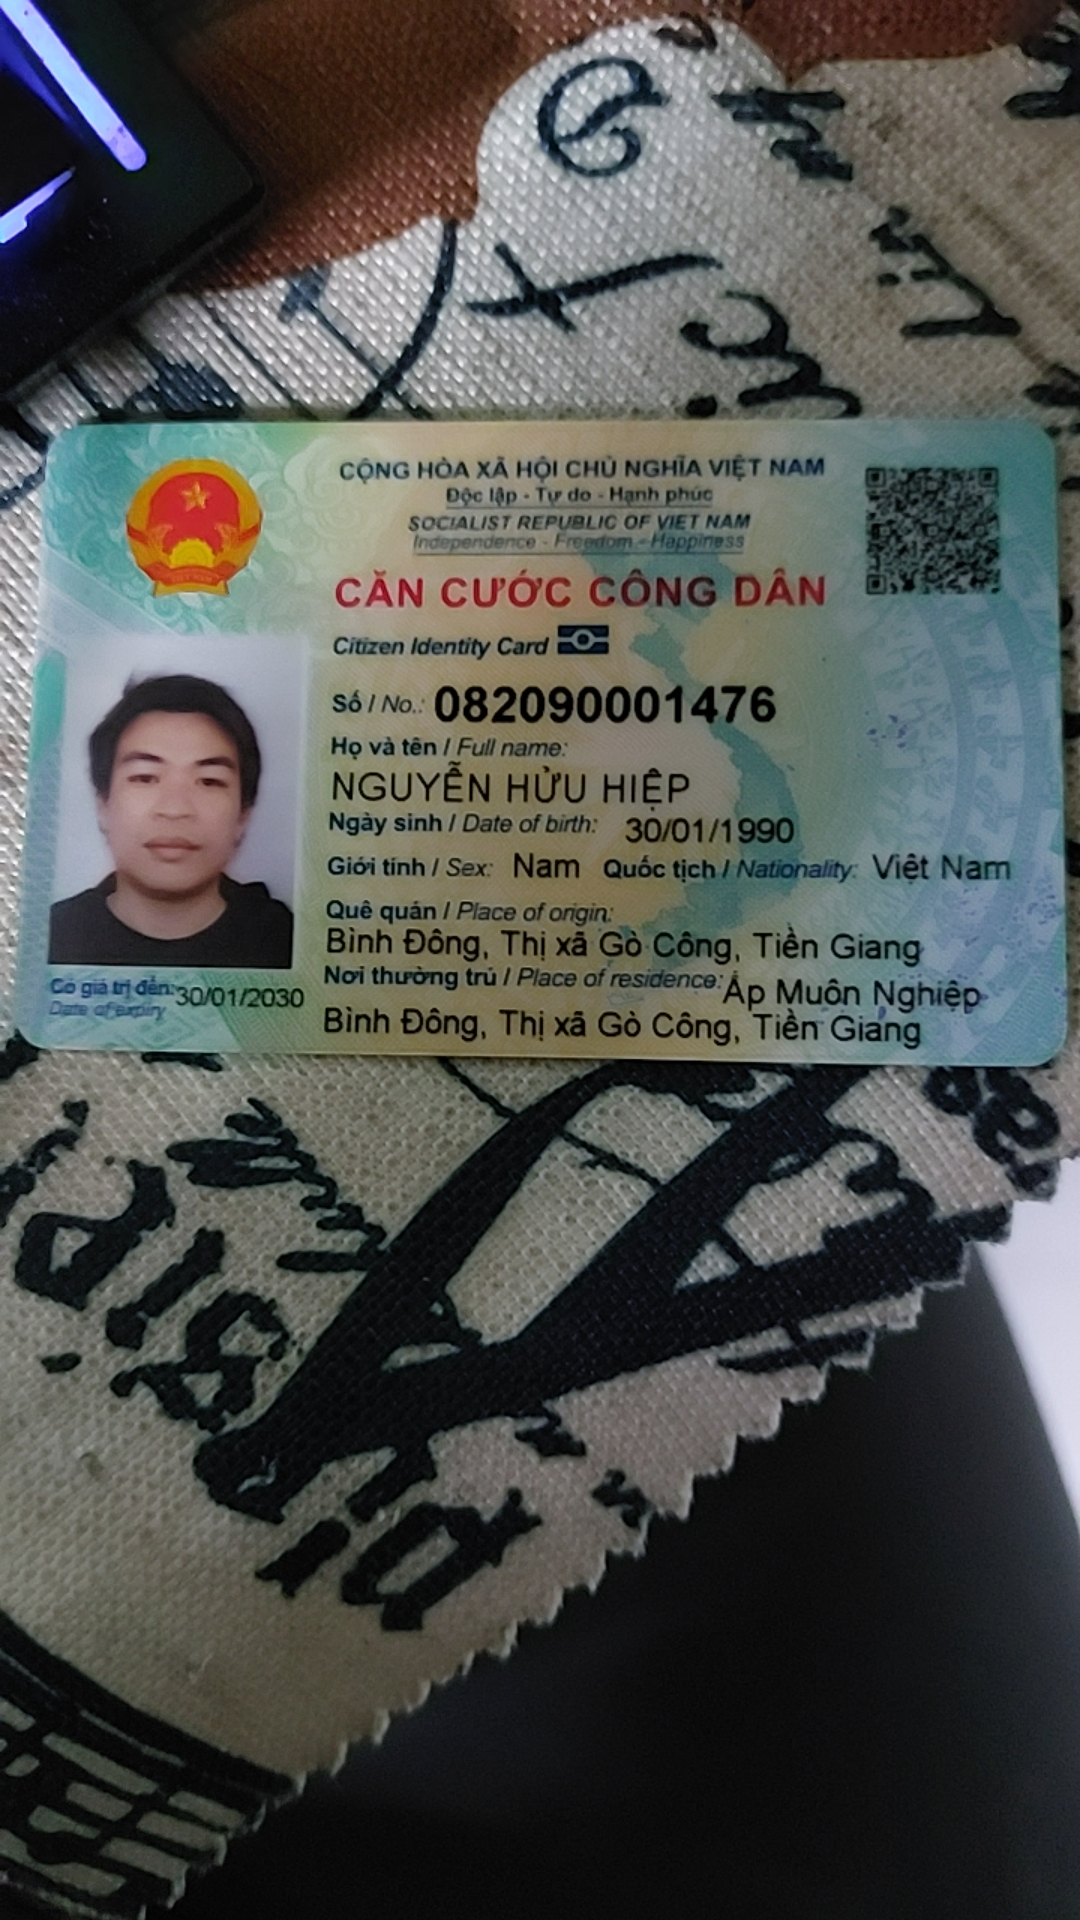 CỘNG HÒA XÃ HỘI CHỦ NGHĨA VIỆT NAM
Độc lập - Tự do - Hạnh phúc
SOCIALIST REPUBLIC OF VIET NAM
Independence - Freedom - Happiness
CĂN CƯỚC CÔNG DÂN
Citizen Identity Card
Số / No.: 082090001476
Họ và tên / Full name:
NGUYỄN HỬU HIỆP
Ngày sinh / Date of birth: 30/01/1990
Giới tính / Sex: Nam Quốc tịch / Nationality: Việt Nam
Quê quán / Place of origin:
Bình Đông, Thị xã Gò Công, Tiền Giang
Nơi thường trú / Place of residence: Ấp Muôn Nghiệp
Bình Đông, Thị xã Gò Công, Tiền Giang
Có giá trị đến: 30/01/2030
Date of expiry